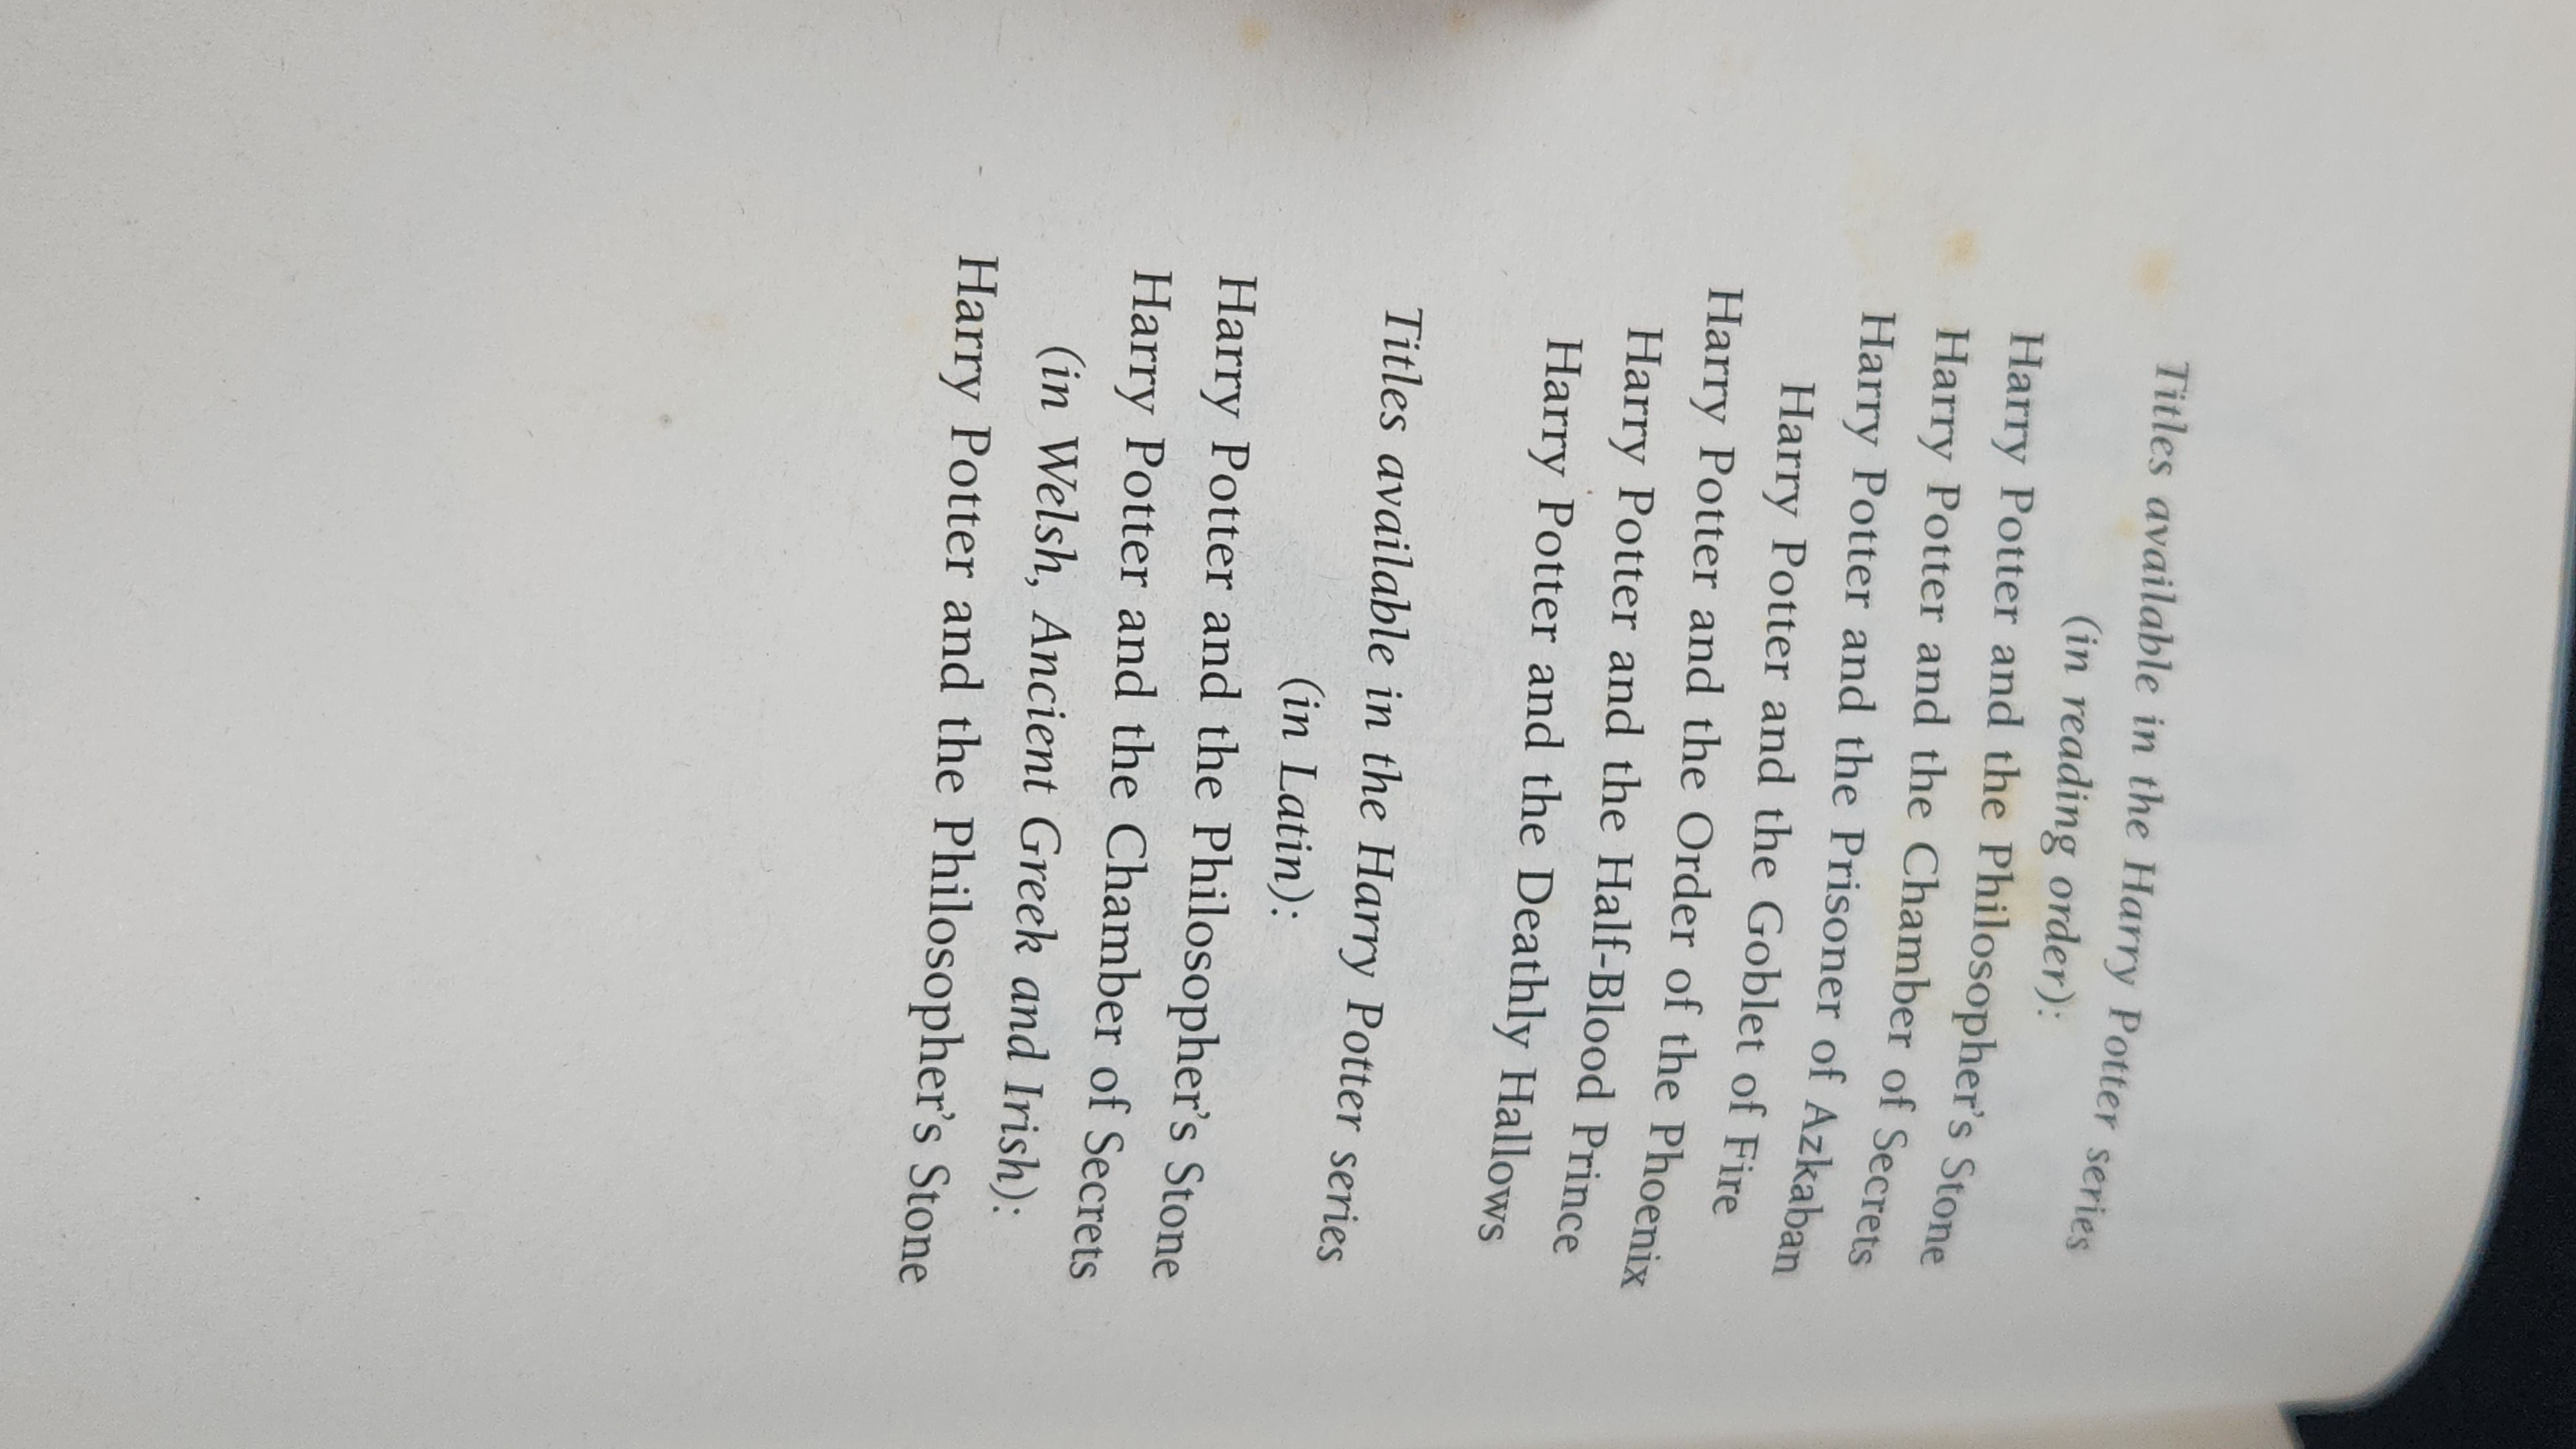 Titles available in the Harry Potter series
(in reading order):
Harry Potter and the Philosopher's Stone
Harry Potter and the Chamber of Secrets
Harry Potter and the Prisoner of Azkaban
Harry Potter and the Goblet of Fire
Harry Potter and the Order of the Phoenix
Harry Potter and the Half-Blood Prince
Harry Potter and the Deathly Hallows
Titles available in the Harry Potter series
(in Latin):
Harry Potter and the Philosopher's Stone
Harry Potter and the Chamber of Secrets
(in Welsh, Ancient Greek and Irish):
Harry Potter and the Philosopher's Stone